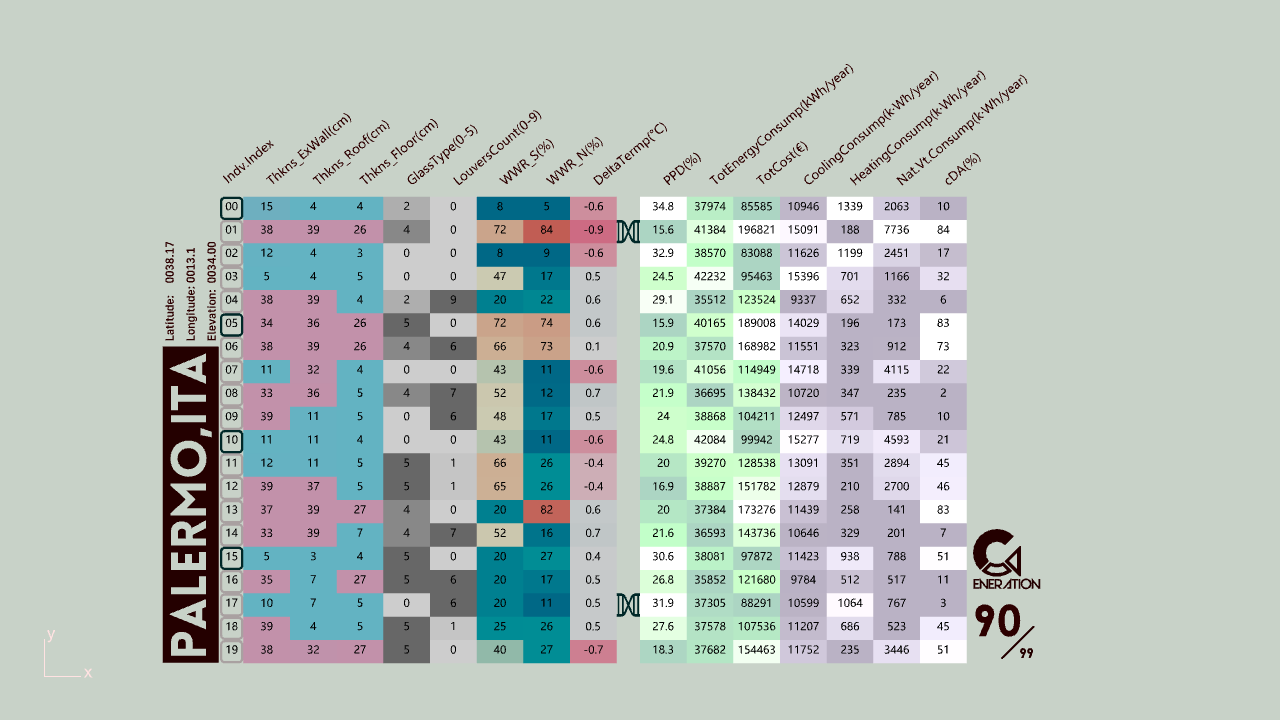 Indv.Index Thkns_ExWall(cm) Thkns_Roof(cm) Thkns_Floor(cm) GlassType(0-5) LouversCount(0-9) WWR_S(%) WWR_N(%) DeltaTermp(°C) PPD(%) TotEnergyConsump(kWh/year) TotCost(€) CoolingConsump(k·Wh/year) HeatingConsump(k·Wh/year) Nat.Vt.Consump(k·Wh/year) cDA(%)
00 15 4 4 2 0 8 5 -0.6 34.8 37974 85585 10946 1339 2063 10
01 38 39 26 4 0 72 84 -0.9 15.6 41384 196821 15091 188 7736 84
02 12 4 3 0 0 8 9 -0.6 32.9 38570 83088 11626 1199 2451 17
03 5 4 5 0 0 47 17 0.5 24.5 42232 95463 15396 701 1166 32
04 38 39 4 2 9 20 22 0.6 29.1 35512 123524 9337 652 332 6
05 34 36 26 5 0 72 74 0.6 15.9 40165 189008 14029 196 173 83
06 38 39 26 4 6 66 73 0.1 20.9 37570 168982 11551 323 912 73
07 11 32 4 0 0 43 11 -0.6 19.6 41056 114949 14718 339 4115 22
08 33 36 5 4 7 52 12 0.7 21.9 36695 138432 10720 347 235 2
09 39 11 5 0 6 48 17 0.5 24 38868 104211 12497 571 785 10
10 11 11 4 0 0 43 11 -0.6 24.8 42084 99942 15277 719 4593 21
11 12 11 5 5 1 66 26 -0.4 20 39270 128538 13091 351 2894 45
12 39 37 5 5 1 65 26 -0.4 16.9 38887 151782 12879 210 2700 46
13 37 39 27 4 0 20 82 0.6 20 37384 173276 11439 258 141 83
14 33 39 7 4 7 52 16 0.7 21.6 36593 143736 10646 329 201 7
15 5 3 4 5 0 20 27 0.4 30.6 38081 97872 11423 938 788 51
16 35 7 27 5 6 20 17 0.5 26.8 35852 121680 9784 512 517 11
17 10 7 5 0 6 20 11 0.5 31.9 37305 88291 10599 1064 767 3
18 39 4 5 5 1 25 26 0.5 27.6 37578 107536 11207 686 523 45
19 38 32 27 5 0 40 27 -0.7 18.3 37682 154463 11752 235 3446 51
Latitude: 0038.17
Longitude: 0013.1
Elevation: 0034.00
PALERMO,ITA
GENERATION
90/99
y
x